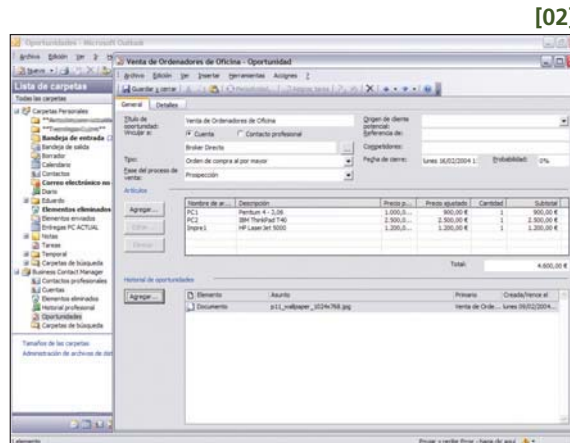 [02]
Oportunidades - Microsoft Outlook
Archivo Edición Ver
Nuevo
Lista de carpetas
Todas las carpetas
Carpetas Personales
Bandeja de entrada
Bandeja de salida
Borrador
Calendario
Contactos
Correo electrónico no
Diario
Eduardo
Elementos eliminados
Elementos enviados
Entregas PC ACTUAL
Notas
Tareas
Temporal
Carpetas de búsqueda
Business Contact Manager
Contactos profesionales
Cuentas
Elementos eliminados
Historial profesional
Oportunidades
Carpetas de búsqueda
Tamaños de las carpetas
Administración de archivos de
Venta de Ordenadores de Oficina - Oportunidad
Archivo Edición Ver Insertar Herramientas Acciones ?
Guardar y cerrar
General Detalles
Título de oportunidad: Venta de Ordenadores de Oficina
Vincular a: Cuenta Contacto profesional
Broker Directo
Tipo: Orden de compra al por mayor
Fase del proceso de venta: Prospección
Origen de cliente potencial:
Referencia de:
Competidores:
Fecha de cierre: lunes 16/02/2004 1 Probabilidad: 0%
Artículos
Agregar...
Nombre de ar... Descripción Precio p... Precio ajustado Cantidad Subtotal
PC1 Pentium 4 - 3,06 1.000,0... 900,00 € 1 900,00 €
PC2 IBM ThinkPad T40 2.500,0... 2.500,00 € 1 2.500,00 €
Impre1 HP LaserJet 5000 1.200,0... 1.200,00 € 1 1.200,00 €
Total: 4.600,00 €
Historial de oportunidades
Agregar...
Elemento Asunto Primario Creada/Vence el
Documento p11_wallpaper_1024x768.jpg Venta de Orde... lunes 09/02/2004...
1 elemento